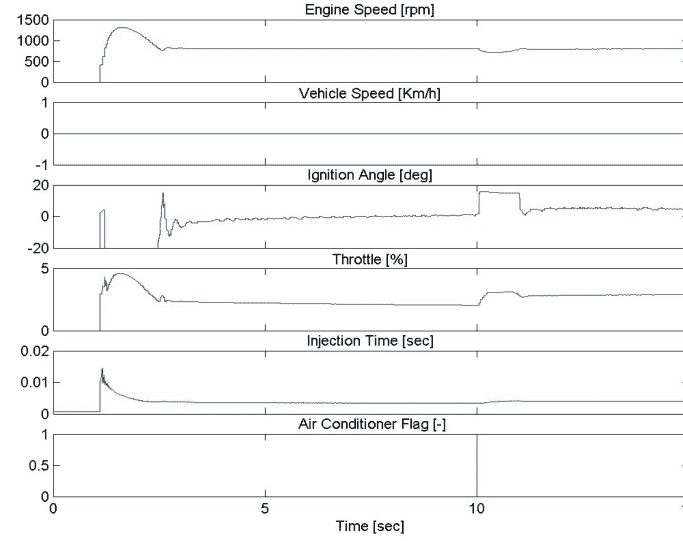 Engine Speed [rpm]
1500
1000
500
0
Vehicle Speed [Km/h]
1
0
-1
Ignition Angle [deg]
20
0
-20
Throttle [%]
5
0
Injection Time [sec]
0.02
0.01
0
Air Conditioner Flag [-]
1
0.5
0
0 5 10
Time [sec]